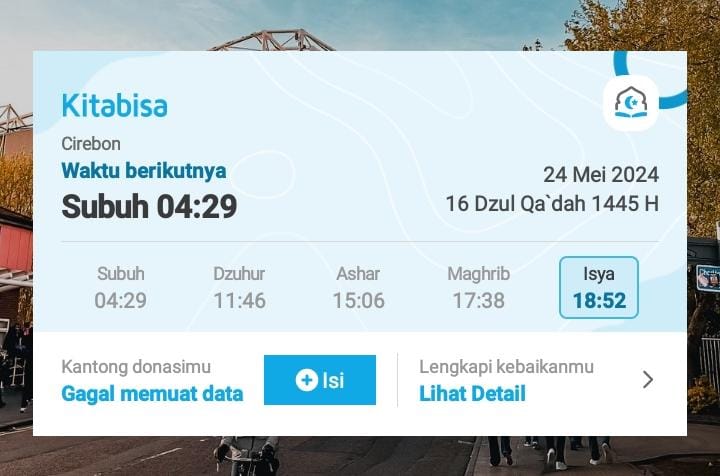 Kitabisa
Cirebon
Waktu berikutnya
Subuh 04:29
24 Mei 2024
16 Dzul Qa`dah 1445 H
Subuh Dzuhur Ashar Maghrib Isya
04:29 11:46 15:06 17:38 18:52
Kantong donasimu
Gagal memuat data
Isi
Lengkapi kebaikanmu
Lihat Detail